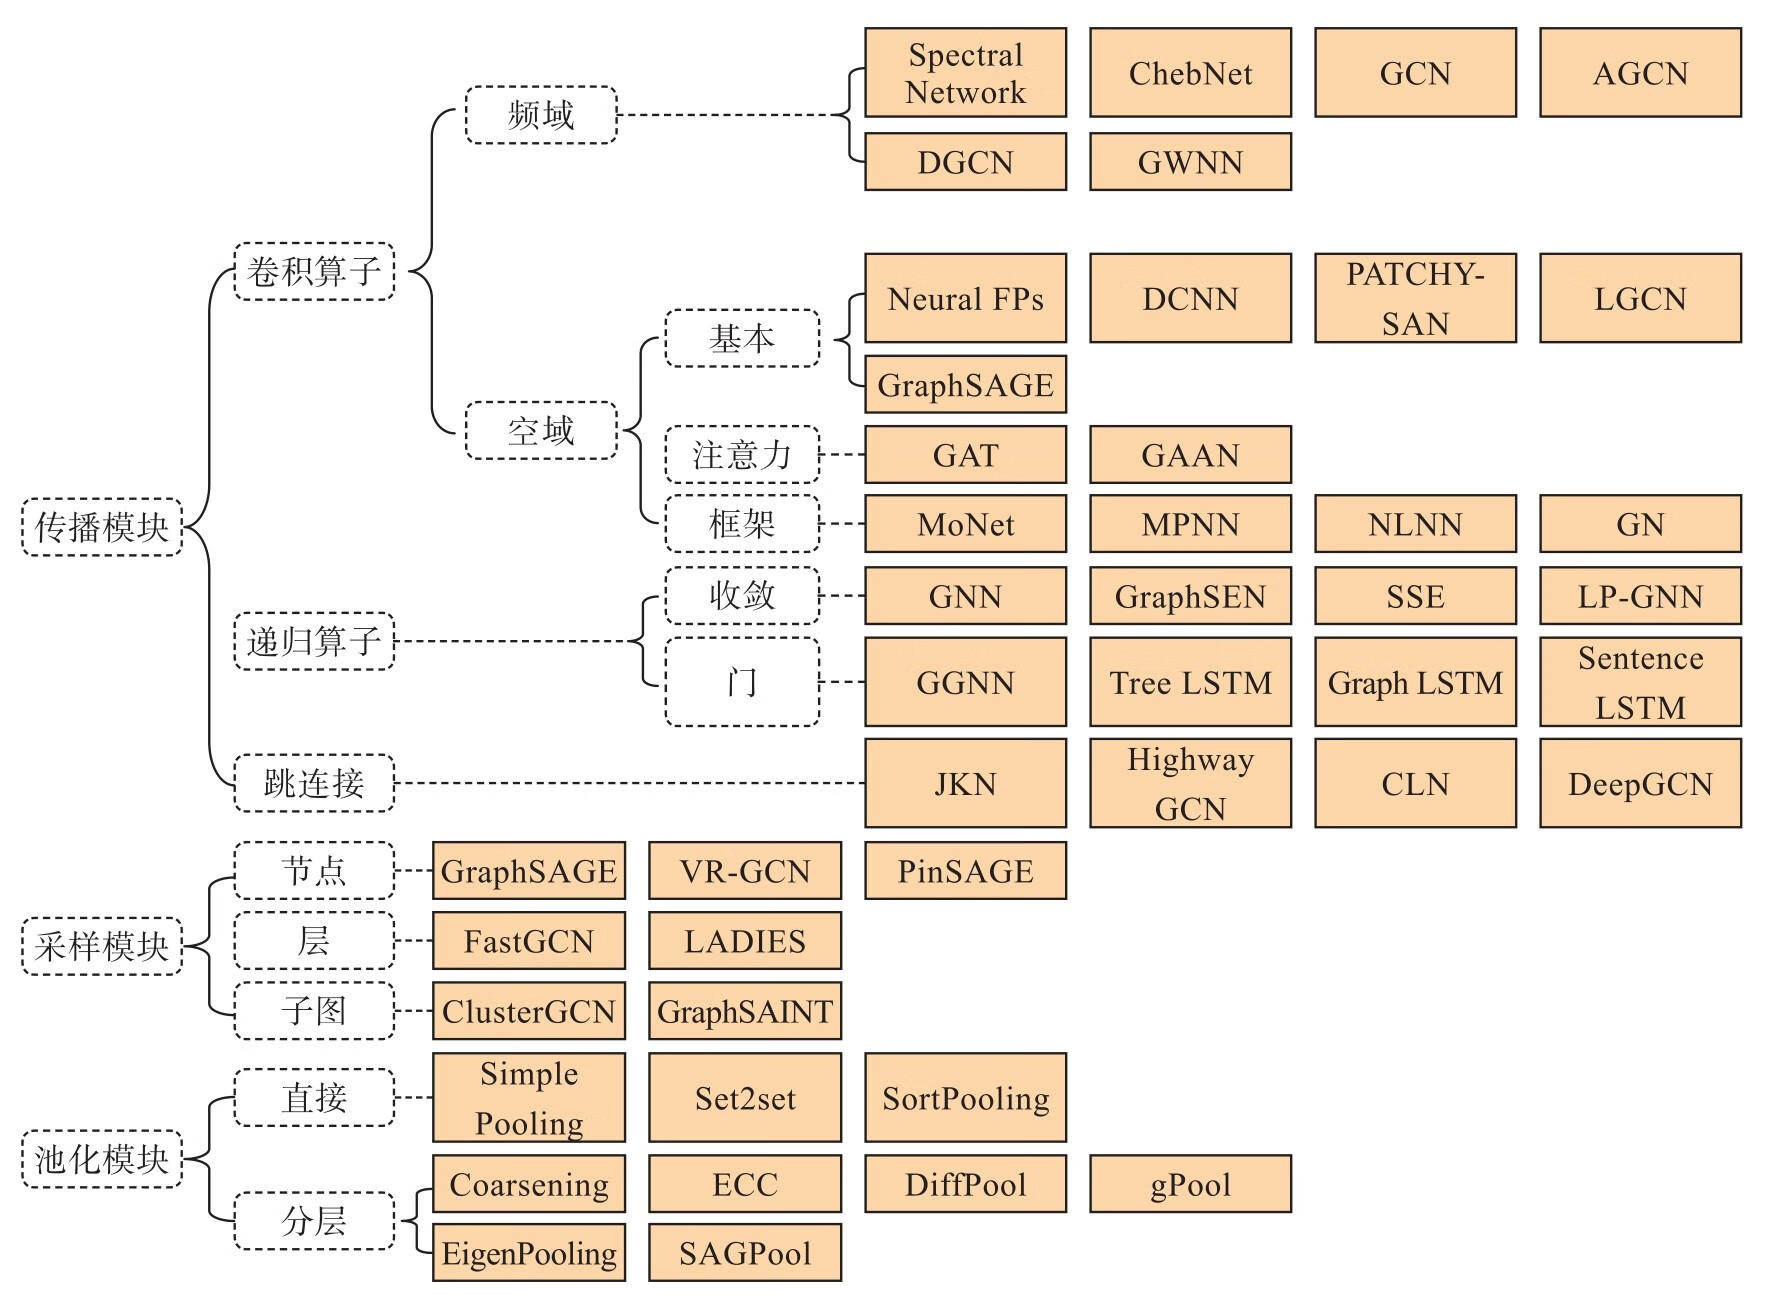 Spectral
Network
ChebNet
GCN
AGCN
频域
DGCN
GWNN
卷积算子
Neural FPs
DCNN
PATCHY-
SAN
LGCN
基本
GraphSAGE
空域
注意力
GAT
GAAN
传播模块
框架
MoNet
MPNN
NLNN
GN
收敛
GNN
GraphSEN
SSE
LP-GNN
递归算子
门
GGNN
Tree LSTM
Graph LSTM
Sentence
LSTM
跳连接
JKN
Highway
GCN
CLN
DeepGCN
节点
GraphSAGE
VR-GCN
PinSAGE
采样模块
层
FastGCN
LADIES
子图
ClusterGCN
GraphSAINT
直接
Simple
Pooling
Set2set
SortPooling
池化模块
分层
Coarsening
ECC
DiffPool
gPool
EigenPooling
SAGPool